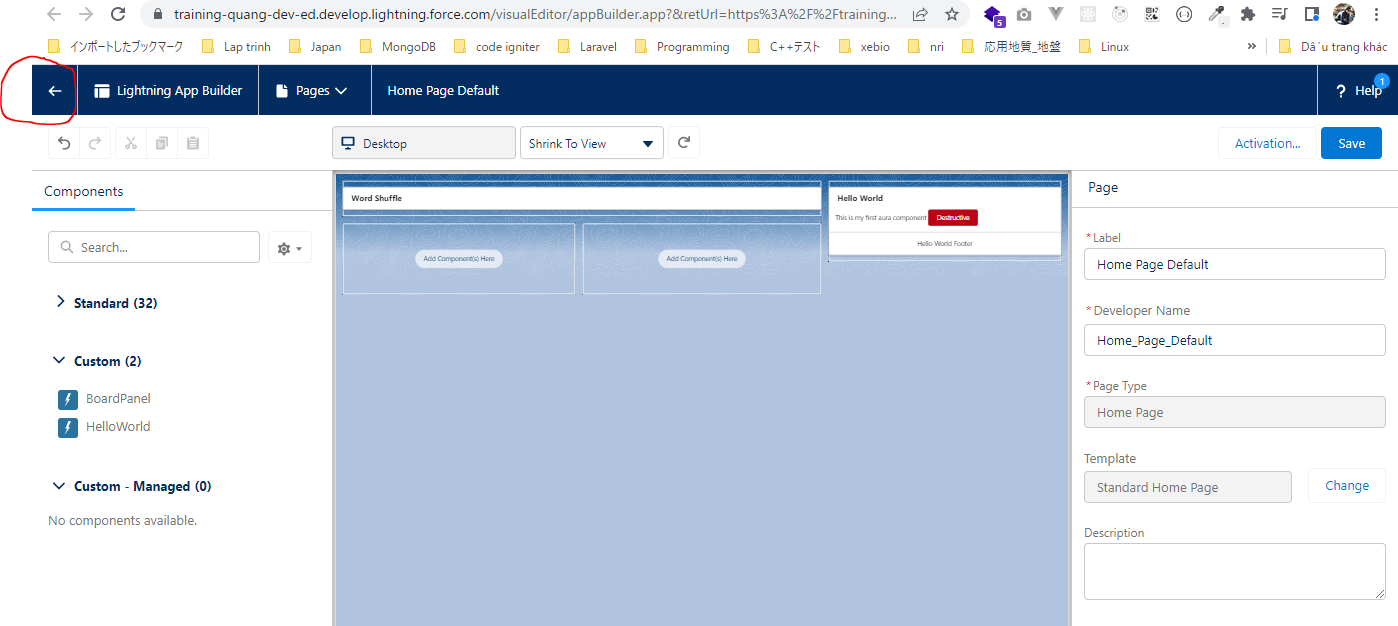 training-quang-dev-ed.develop.lightning.force.com/visualEditor/appBuilder.app?&retUrl=https%3A%2F%2Ftraining...
5
インポートしたブックマーク Lap trinh Japan MongoDB code igniter Laravel Programming C++テスト xebio nri 応用地質_地盤 Linux » Dấu trang khác
Lightning App Builder Pages Home Page Default ? Help 1
Desktop Shrink To View Activation... Save
Components
Search...
Standard (32)
Custom (2)
BoardPanel
HelloWorld
Custom - Managed (0)
No components available.
Word Shuffle
Add Component(s) Here Add Component(s) Here
Hello World
This is my first aura component Destructive
Hello World Footer
Page
*Label
Home Page Default
*Developer Name
Home_Page_Default
*Page Type
Home Page
Template
Standard Home Page Change
Description